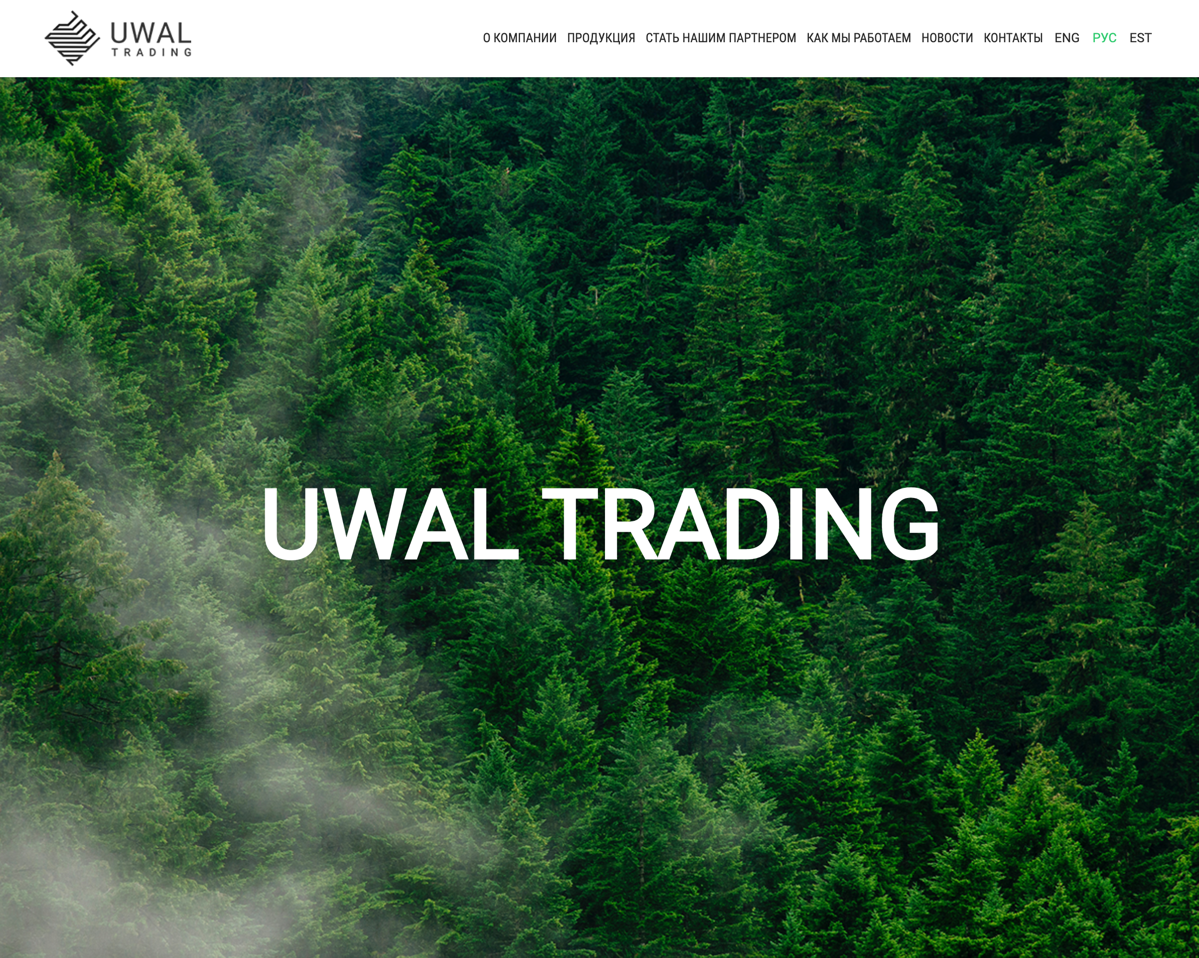 UWAL
TRADING
О КОМПАНИИ ПРОДУКЦИЯ СТАТЬ НАШИМ ПАРТНЕРОМ КАК МЫ РАБОТАЕМ НОВОСТИ КОНТАКТЫ ENG РУС EST
UWAL TRADING